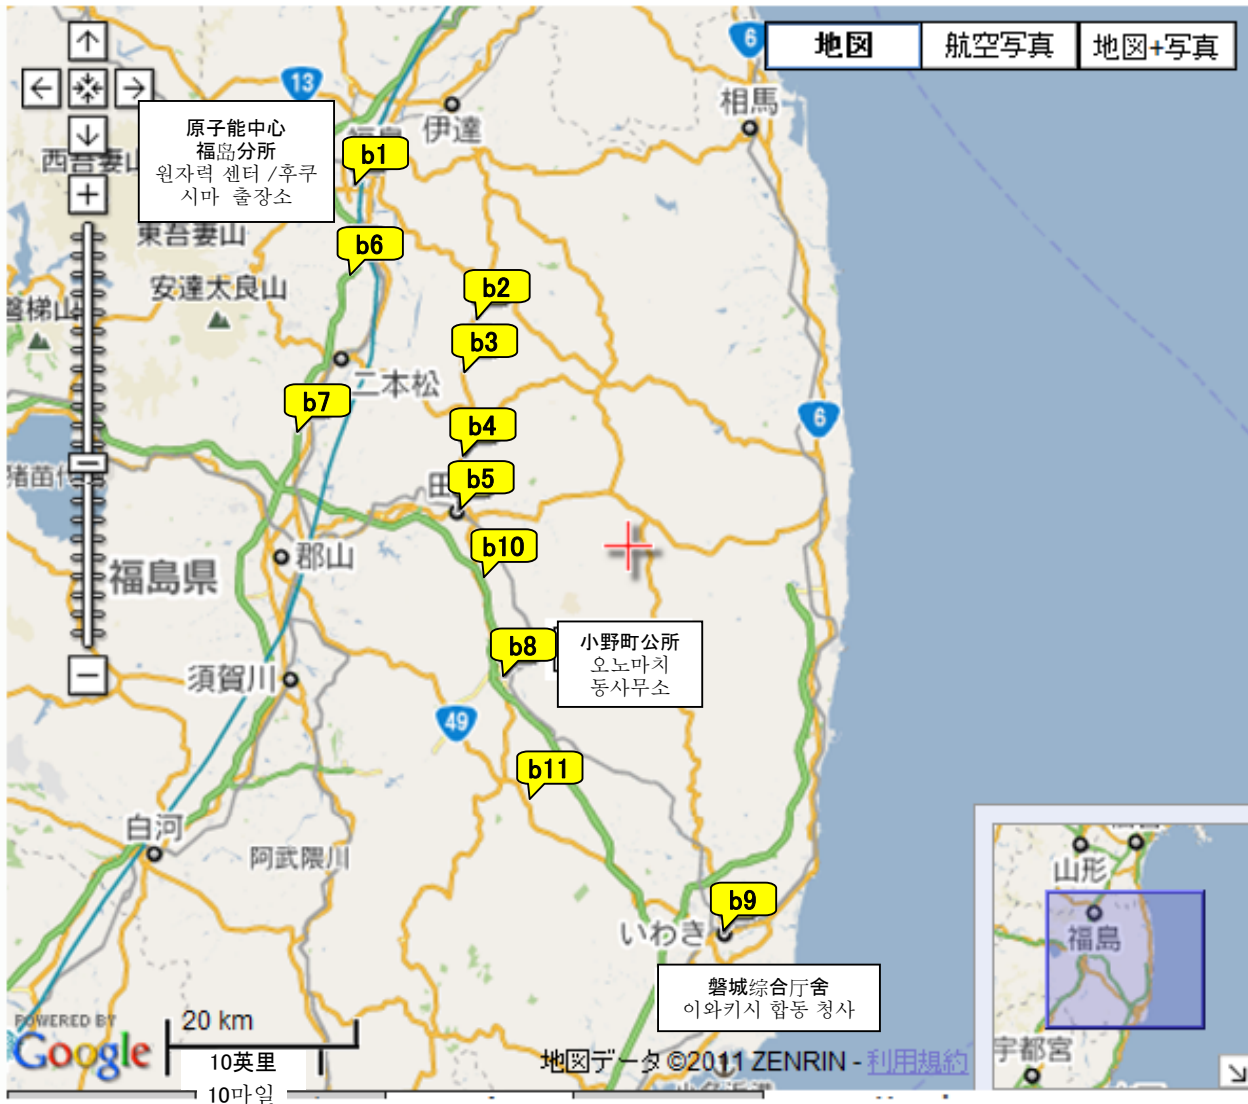 地図
航空写真
地図+写真
6
13
相馬
伊達
原子能中心
福島分所
원자력 센터 /후쿠
시마 출장소
b1
東吾妻山
b6
安達太良山
b2
磐梯山
b3
二本松
b7
6
b4
b5
b10
郡山
福島県
b8
小野町公所
오노마치
동사무소
須賀川
49
b11
白河
阿武隈川
b9
いわき
磐城综合厅舍
이와키시 합동 청사
山形
福島
宇都宮
POWERED BY
Google
20 km
10英里
10마일
地図データ ©2011 ZENRIN - 利用規約